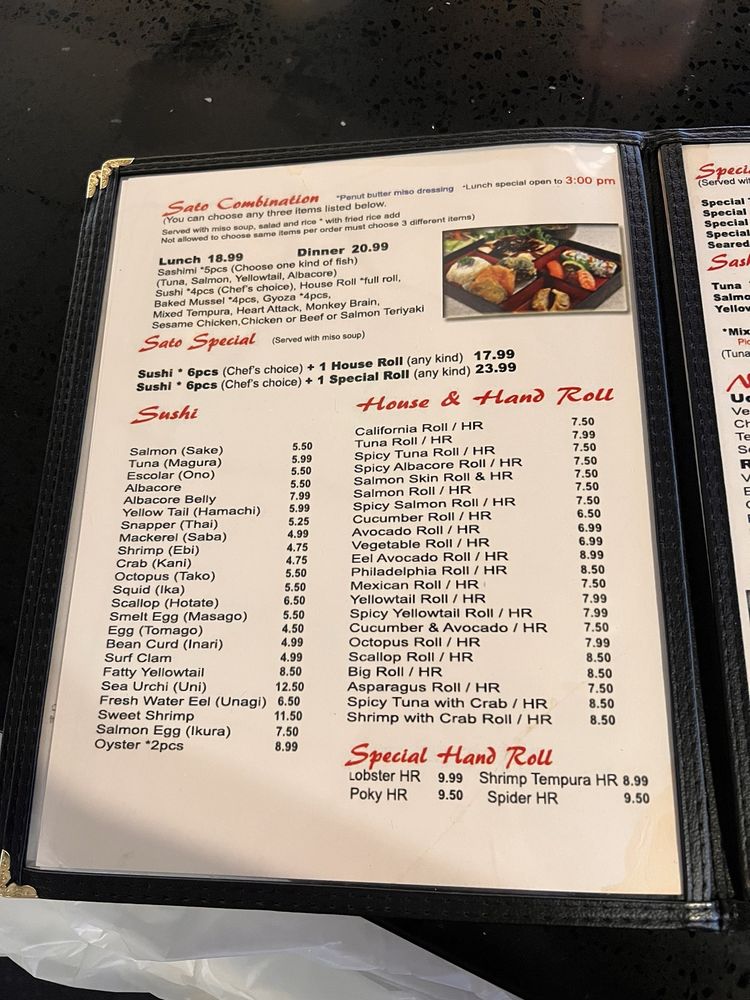 Sato Combination *Penut butter miso dressing *Lunch special open to 3:00 pm
(You can choose any three items listed below.
Served with miso soup, salad and rice * with fried rice add
Not allowed to choose same items per order must choose 3 different items)
Lunch 18.99 Dinner 20.99
Sashimi *5pcs (Choose one kind of fish)
(Tuna, Salmon, Yellowtail, Albacore)
Sushi *4pcs (Chef's choice), House Roll *full roll,
Baked Mussel *4pcs, Gyoza *4pcs,
Mixed Tempura, Heart Attack, Monkey Brain,
Sesame Chicken,Chicken or Beef or Salmon Teriyaki
Sato Special (Served with miso soup)
Sushi * 6pcs (Chef's choice) + 1 House Roll (any kind) 17.99
Sushi * 6pcs (Chef's choice) + 1 Special Roll (any kind) 23.99
Sushi
Salmon (Sake) 5.50
Tuna (Magura) 5.99
Escolar (Ono) 5.50
Albacore 5.50
Albacore Belly 7.99
Yellow Tail (Hamachi) 5.99
Snapper (Thai) 5.25
Mackerel (Saba) 4.99
Shrimp (Ebi) 4.75
Crab (Kani) 4.75
Octopus (Tako) 5.50
Squid (Ika) 5.50
Scallop (Hotate) 6.50
Smelt Egg (Masago) 5.50
Egg (Tomago) 4.50
Bean Curd (Inari) 4.99
Surf Clam 4.99
Fatty Yellowtail 8.50
Sea Urchi (Uni) 12.50
Fresh Water Eel (Unagi) 6.50
Sweet Shrimp 11.50
Salmon Egg (Ikura) 7.50
Oyster *2pcs 8.99
House & Hand Roll
California Roll / HR 7.50
Tuna Roll / HR 7.99
Spicy Tuna Roll / HR 7.50
Spicy Albacore Roll / HR 7.50
Salmon Skin Roll & HR 7.50
Salmon Roll / HR 7.50
Spicy Salmon Roll / HR 7.50
Cucumber Roll / HR 6.50
Avocado Roll / HR 6.99
Vegetable Roll / HR 6.99
Eel Avocado Roll / HR 8.99
Philadelphia Roll / HR 8.50
Mexican Roll / HR 7.50
Yellowtail Roll / HR 7.99
Spicy Yellowtail Roll / HR 7.99
Cucumber & Avocado / HR 7.50
Octopus Roll / HR 7.99
Scallop Roll / HR 8.50
Big Roll / HR 8.50
Asparagus Roll / HR 7.50
Spicy Tuna with Crab / HR 8.50
Shrimp with Crab Roll / HR 8.50
Special Hand Roll
Lobster HR 9.99 Shrimp Tempura HR 8.99
Poky HR 9.50 Spider HR 9.50
(Served
Special
Special
Special
Special
Seared
Tuna